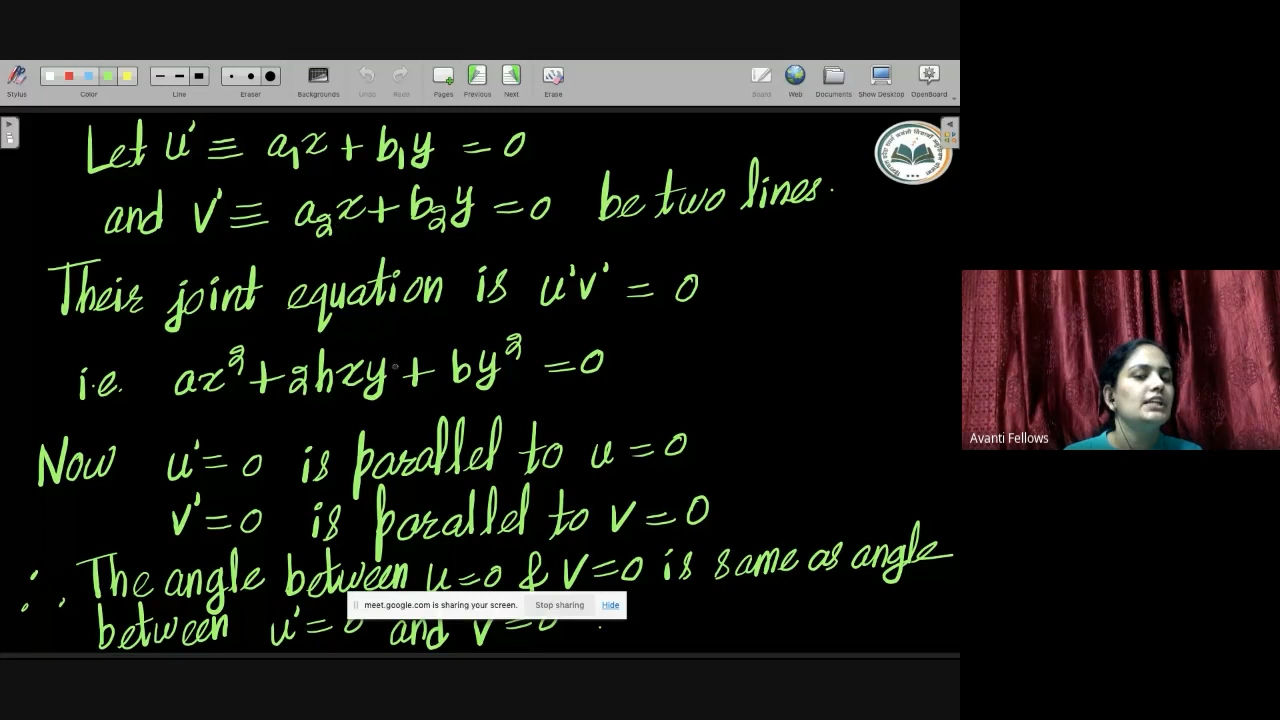 Stylus Color Line Eraser Backgrounds Undo Redo Pages Previous Next Erase Board Web Documents Show Desktop OpenBoard
Let u' ≡ a₁x + b₁y = 0
and v' ≡ a₂x + b₂y = 0 be two lines.
Their joint equation is u'v' = 0
i.e. ax² + 2hxy + by² = 0
Now u' = 0 is parallel to u = 0
v' = 0 is parallel to v = 0
∴ The angle between u=0 & v=0 is same as angle
between u' = 0 and v' = 0.
meet.google.com is sharing your screen. Stop sharing Hide
Avanti Fellows